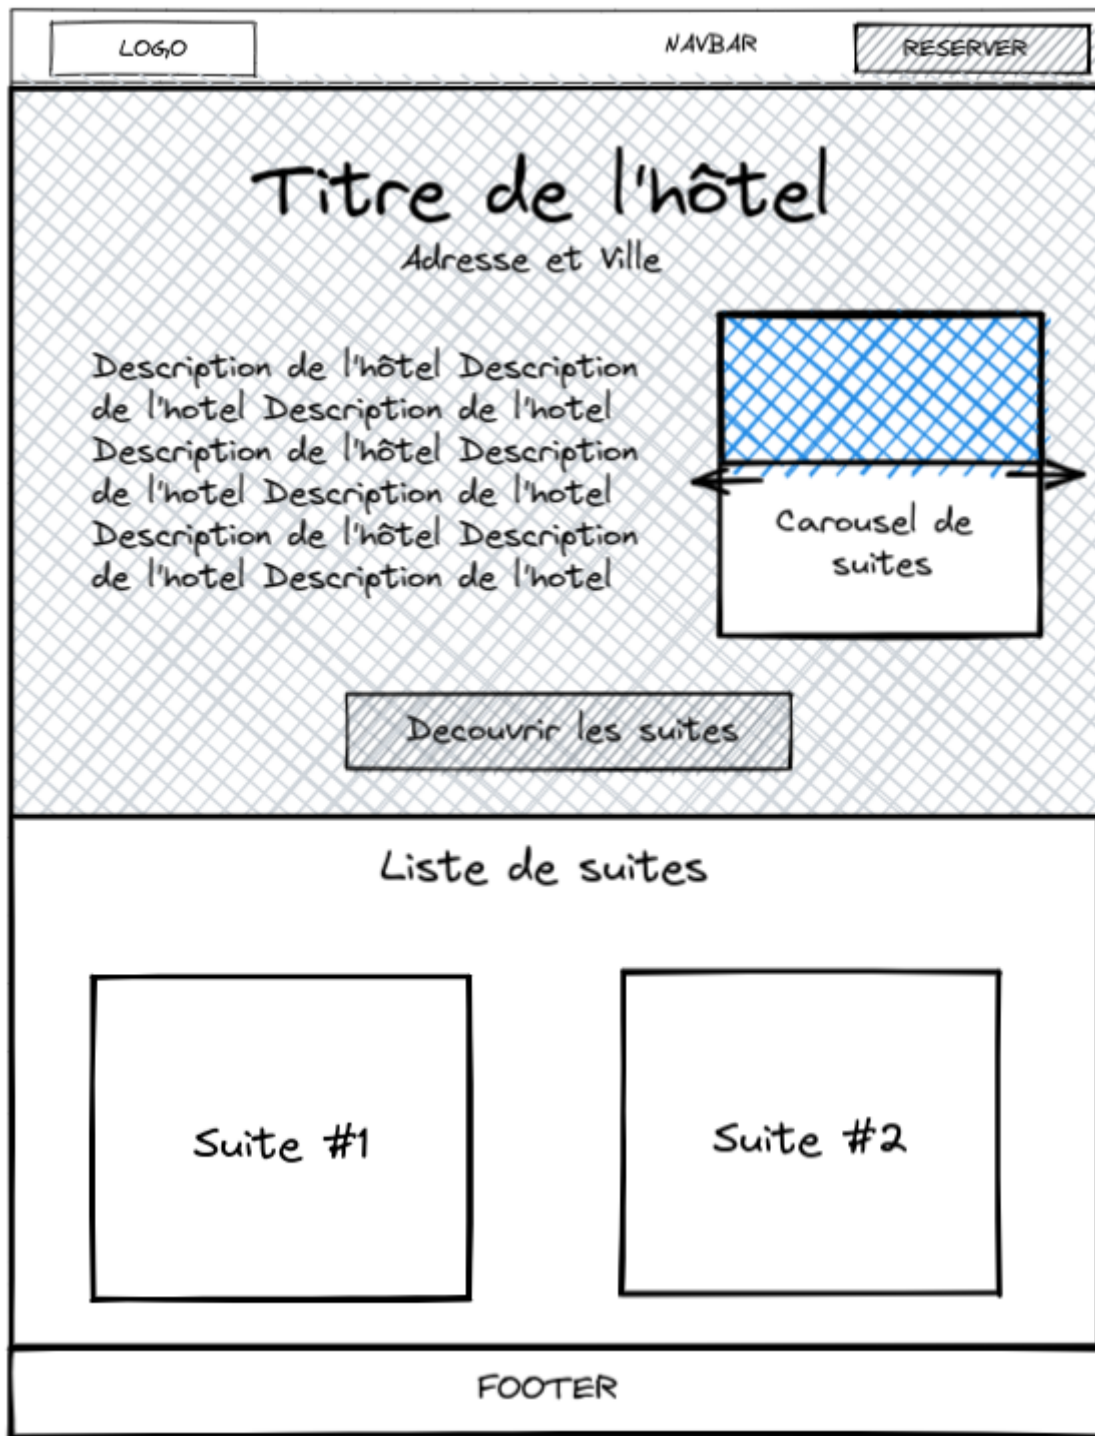 LOGO
NAVBAR
RESERVER
Titre de l'hôtel
Adresse et Ville
Description de l'hôtel Description
de l'hotel Description de l'hotel
Description de l'hôtel Description
de l'hotel Description de l'hotel
Description de l'hôtel Description
de l'hotel Description de l'hotel
Carousel de
suites
Decouvrir les suites
Liste de suites
Suite #1
Suite #2
FOOTER